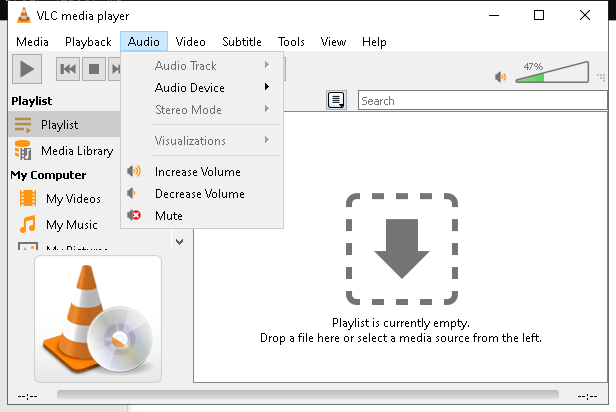 VLC media player
Media Playback Audio Video Subtitle Tools View Help
Audio Track
Audio Device
Stereo Mode
Visualizations
Increase Volume
Decrease Volume
Mute
47%
Search
Playlist
Playlist
Media Library
My Computer
My Videos
My Music
My Pictures
Playlist is currently empty.
Drop a file here or select a media source from the left.
--:-- --:--